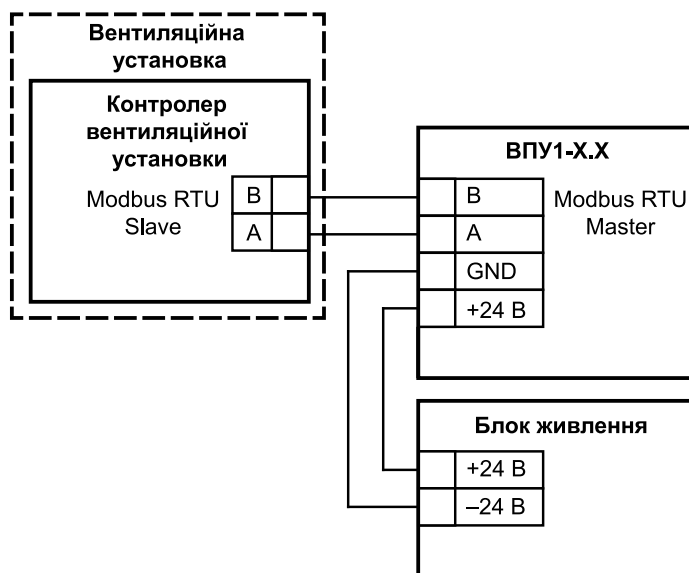 Вентиляційна
установка
Контролер
вентиляційної
установки
Modbus RTU
Slave
B
A
ВПУ1-Х.Х
B
A
GND
+24 В
Modbus RTU
Master
Блок живлення
+24 В
–24 В